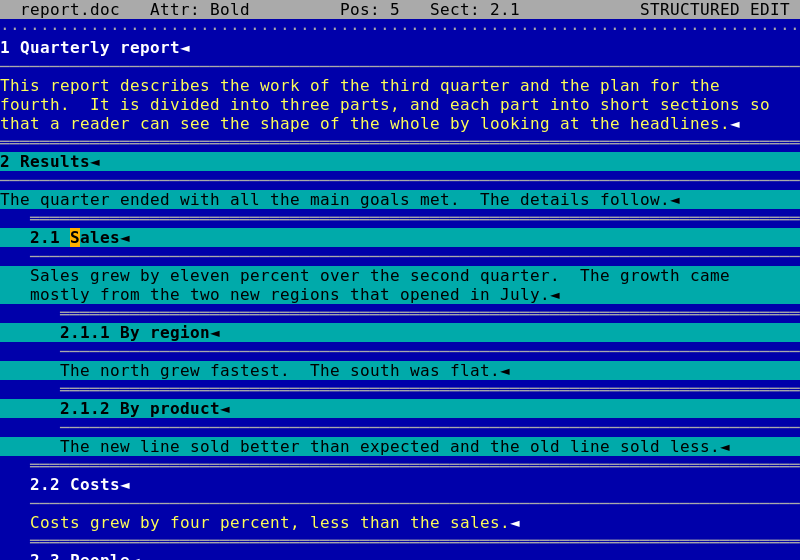 report.doc   Attr: Bold         Pos: 5   Sect: 2.1            STRUCTURED EDIT
1 Quarterly report◄
This report describes the work of the third quarter and the plan for the
fourth.  It is divided into three parts, and each part into short sections so
that a reader can see the shape of the whole by looking at the headlines.◄
2 Results◄
The quarter ended with all the main goals met.  The details follow.◄
2.1 Sales◄
Sales grew by eleven percent over the second quarter.  The growth came
mostly from the two new regions that opened in July.◄
2.1.1 By region◄
The north grew fastest.  The south was flat.◄
2.1.2 By product◄
The new line sold better than expected and the old line sold less.◄
2.2 Costs◄
Costs grew by four percent, less than the sales.◄
2.3 People◄